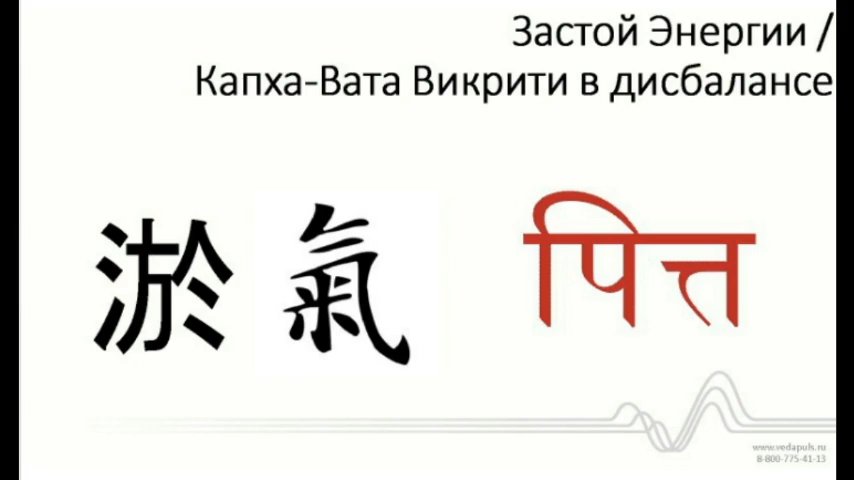 Застой Энергии /
Капха-Вата Викрити в дисбалансе
淤 氣 पित्त
www.vedapuls.ru
8-800-775-41-13